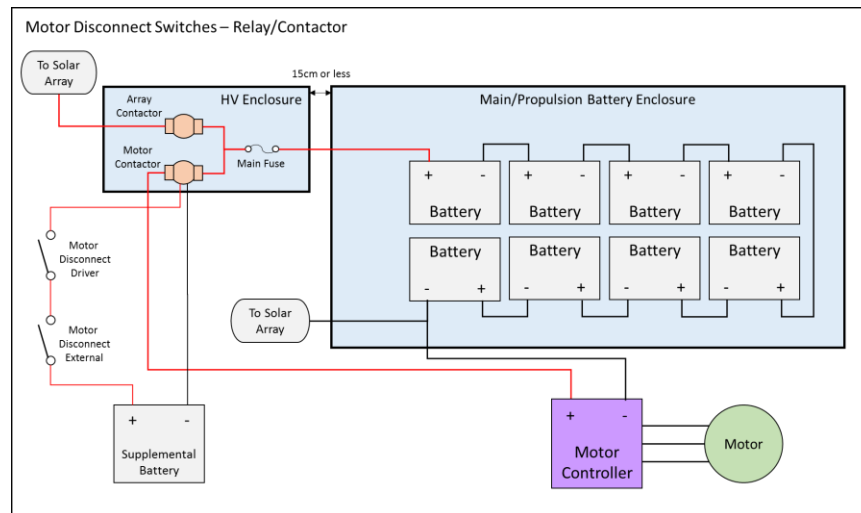 Motor Disconnect Switches – Relay/Contactor
To Solar
Array
15cm or less
Array
Contactor
HV Enclosure
Main/Propulsion Battery Enclosure
Motor
Contactor
Main Fuse
+ -
+ -
+ -
+ -
Battery
Battery
Battery
Battery
Battery
Battery
Battery
Battery
- +
- +
- +
- +
Motor
Disconnect
Driver
To Solar
Array
Motor
Disconnect
External
+ -
Supplemental
Battery
+ -
Motor
Controller
Motor